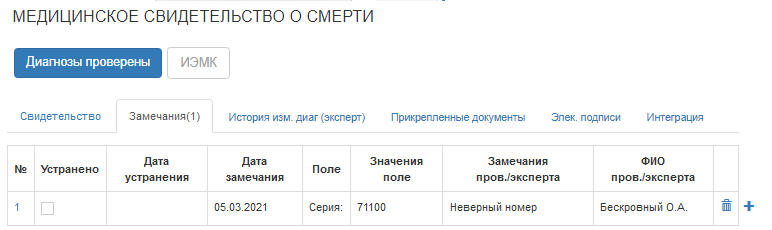 МЕДИЦИНСКОЕ СВИДЕТЕЛЬСТВО О СМЕРТИ
Диагнозы проверены ИЭМК
Свидетельство Замечания(1) История изм. диаг (эксперт) Прикрепленные документы Элек. подписи Интеграция
№ Устранено Дата устранения Дата замечания Поле Значения поле Замечания пров./эксперта ФИО пров./эксперта
1 05.03.2021 Серия: 71100 Неверный номер Бескровный О.А.